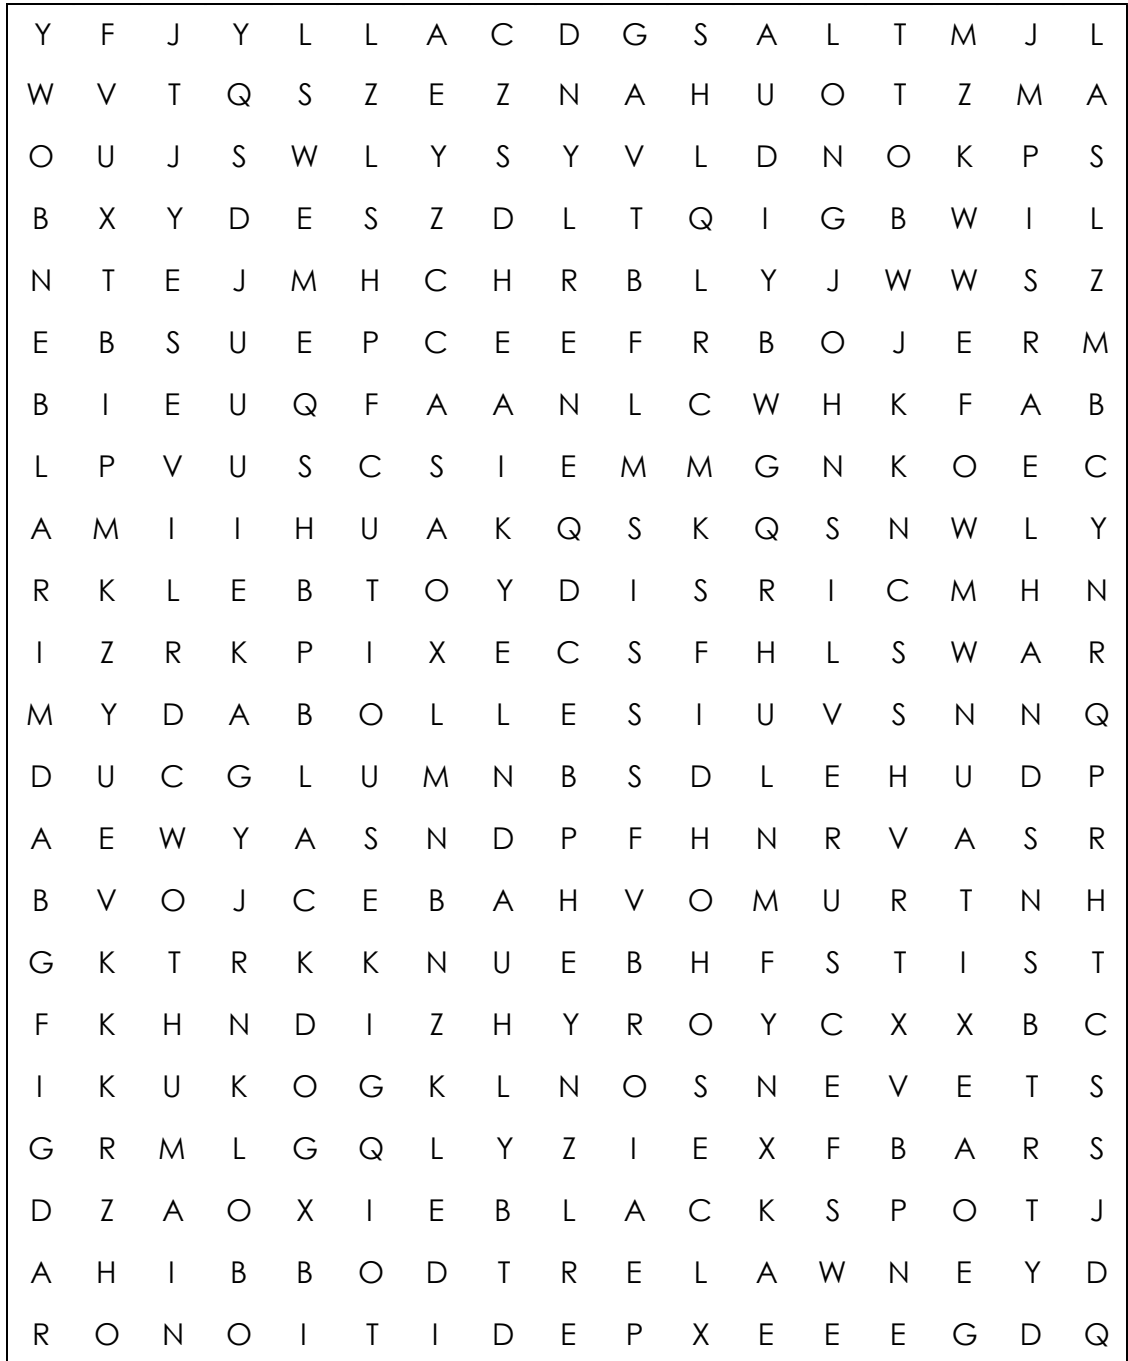 Y F J Y L L A C D G S A L T M J L
W V T Q S Z E Z N A H U O T Z M A
O U J S W L Y S Y V L D N O K P S
B X Y D E S Z D L T Q I G B W I L
N T E J M H C H R B L Y J W W S Z
E B S U E P C E E F R B O J E R M
B I E U Q F A A N L C W H K F A B
L P V U S C S I E M M G N K O E C
A M I I H U A K Q S K Q S N W L Y
R K L E B T O Y D I S R I C M H N
I Z R K P I X E C S F H L S W A R
M Y D A B O L L E S I U V S N N Q
D U C G L U M N B S D L E H U D P
A E W Y A S N D P F H N R V A S R
B V O J C E B A H V O M U R T N H
G K T R K K N U E B H F S T I S T
F K H N D I Z H Y R O Y C X X B C
I K U K O G K L N O S N E V E T S
G R M L G Q L Y Z I E X F B A R S
D Z A O X I E B L A C K S P O T J
A H I B B O D T R E L A W N E Y D
R O N O I T I D E P X E E E G D Q